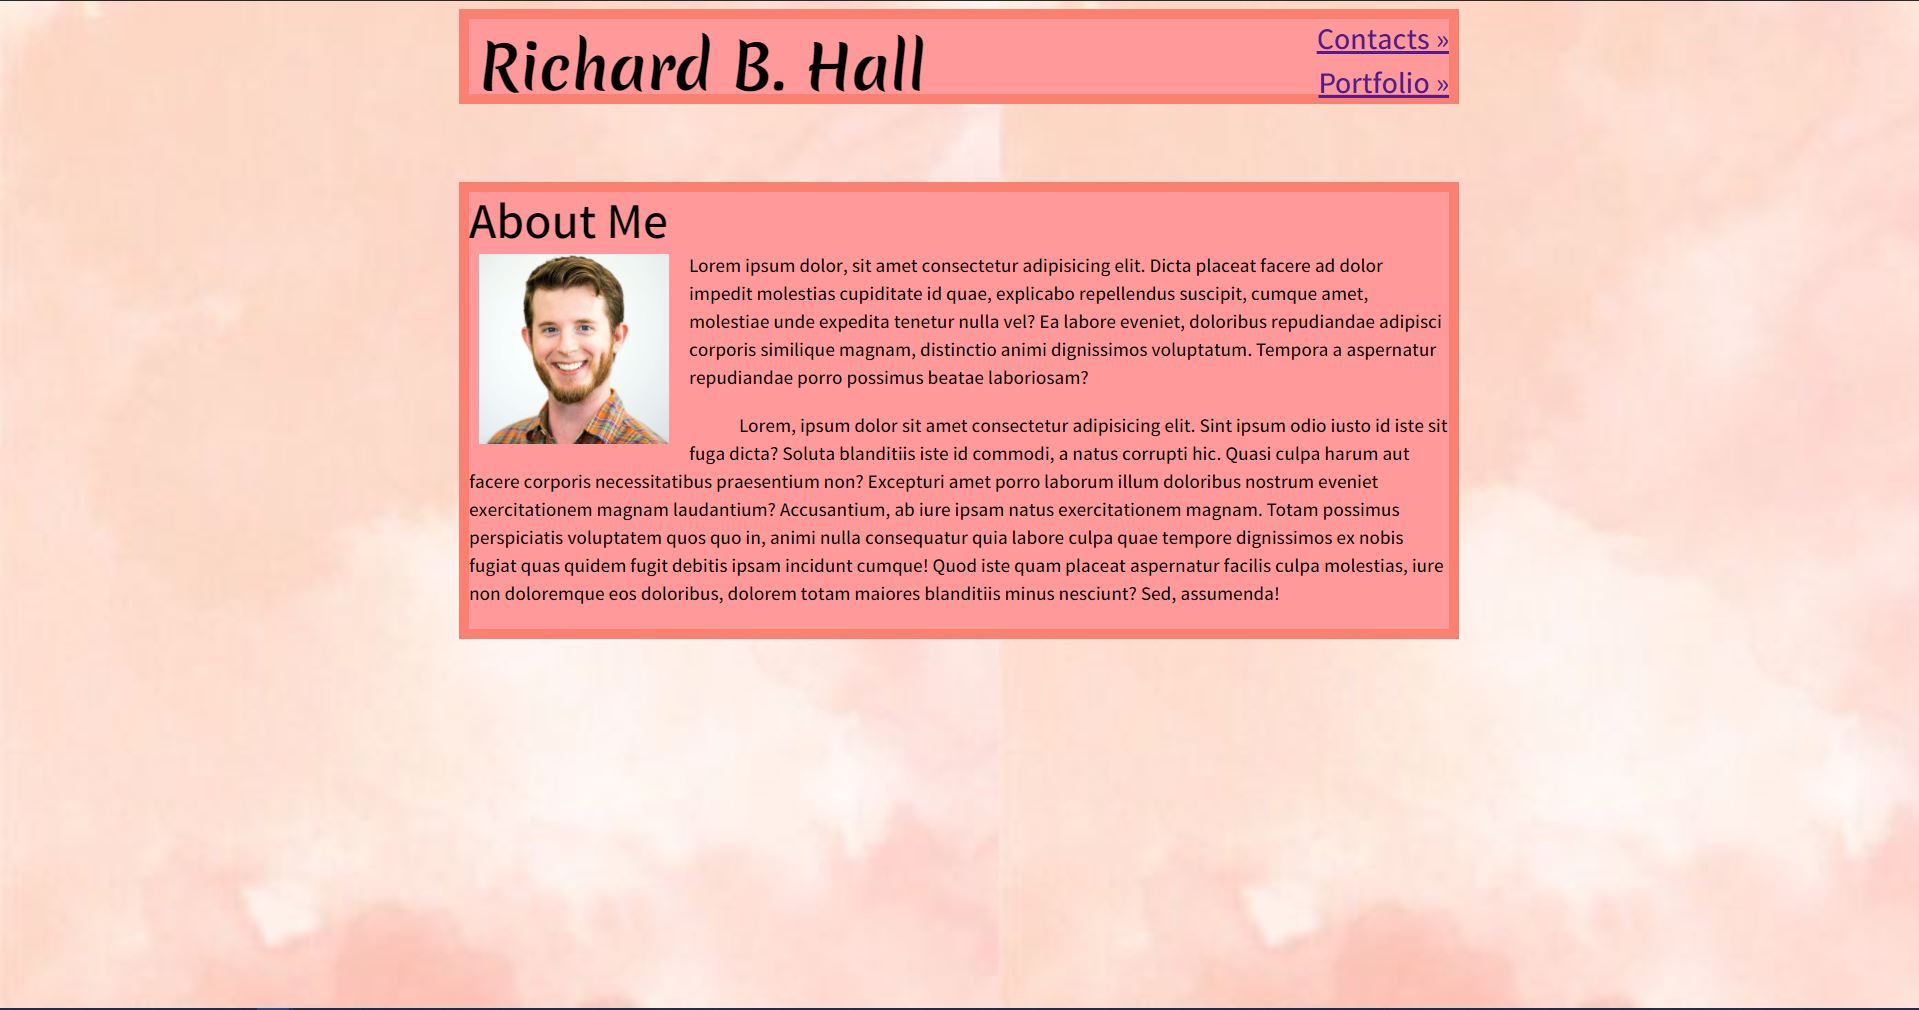 Richard B. Hall
Contacts »
Portfolio »
About Me
Lorem ipsum dolor, sit amet consectetur adipisicing elit. Dicta placeat facere ad dolor
impedit molestias cupiditate id quae, explicabo repellendus suscipit, cumque amet,
molestiae unde expedita tenetur nulla vel? Ea labore eveniet, doloribus repudiandae adipisci
corporis similique magnam, distinctio animi dignissimos voluptatum. Tempora a aspernatur
repudiandae porro possimus beatae laboriosam?
Lorem, ipsum dolor sit amet consectetur adipisicing elit. Sint ipsum odio iusto id iste sit
fuga dicta? Soluta blanditiis iste id commodi, a natus corrupti hic. Quasi culpa harum aut
facere corporis necessitatibus praesentium non? Excepturi amet porro laborum illum doloribus nostrum eveniet
exercitationem magnam laudantium? Accusantium, ab iure ipsam natus exercitationem magnam. Totam possimus
perspiciatis voluptatem quos quo in, animi nulla consequatur quia labore culpa quae tempore dignissimos ex nobis
fugiat quas quidem fugit debitis ipsam incidunt cumque! Quod iste quam placeat aspernatur facilis culpa molestias, iure
non doloremque eos doloribus, dolorem totam maiores blanditiis minus nesciunt? Sed, assumenda!